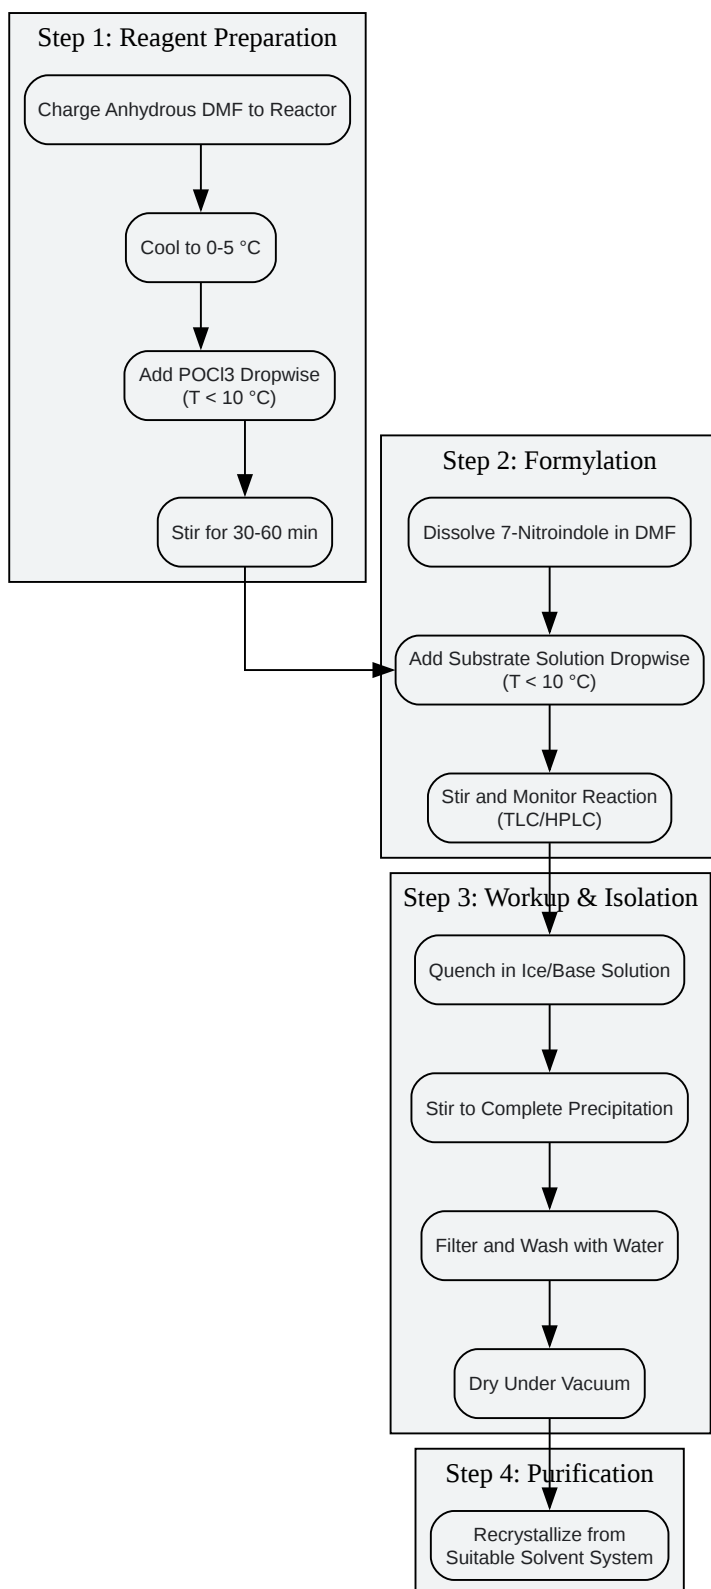 Step 1: Reagent Preparation
Charge Anhydrous DMF to Reactor
Cool to 0-5 °C
Add POCl3 Dropwise
(T < 10 °C)
Stir for 30-60 min
Step 2: Formylation
Dissolve 7-Nitroindole in DMF
Add Substrate Solution Dropwise
(T < 10 °C)
Stir and Monitor Reaction
(TLC/HPLC)
Step 3: Workup & Isolation
Quench in Ice/Base Solution
Stir to Complete Precipitation
Filter and Wash with Water
Dry Under Vacuum
Step 4: Purification
Recrystallize from
Suitable Solvent System